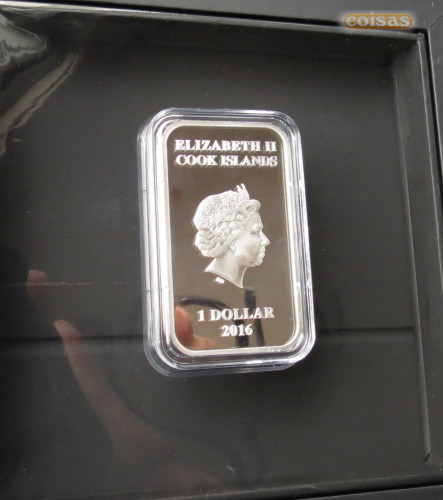 coisas
ELIZABETH II
COOK ISLANDS
1 DOLLAR
2016